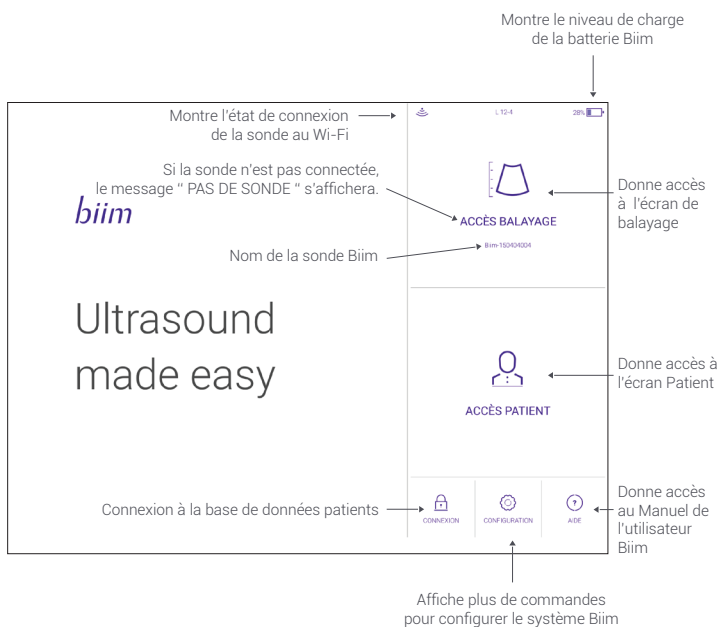 Montre le niveau de charge
de la batterie Biim
Montre l'état de connexion
de la sonde au Wi-Fi
L 12-4
28%
Si la sonde n'est pas connectée,
le message “ PAS DE SONDE “ s'affichera.
biim
ACCÈS BALAYAGE
Donne accès
à l'écran de
balayage
Nom de la sonde Biim
Biim-150404004
Ultrasound
made easy
Donne accès à
l'écran Patient
ACCÈS PATIENT
Connexion à la base de données patients
CONNEXION
CONFIGURATION
?
AIDE
Donne accès
au Manuel de
l'utilisateur
Biim
Affiche plus de commandes
pour configurer le système Biim